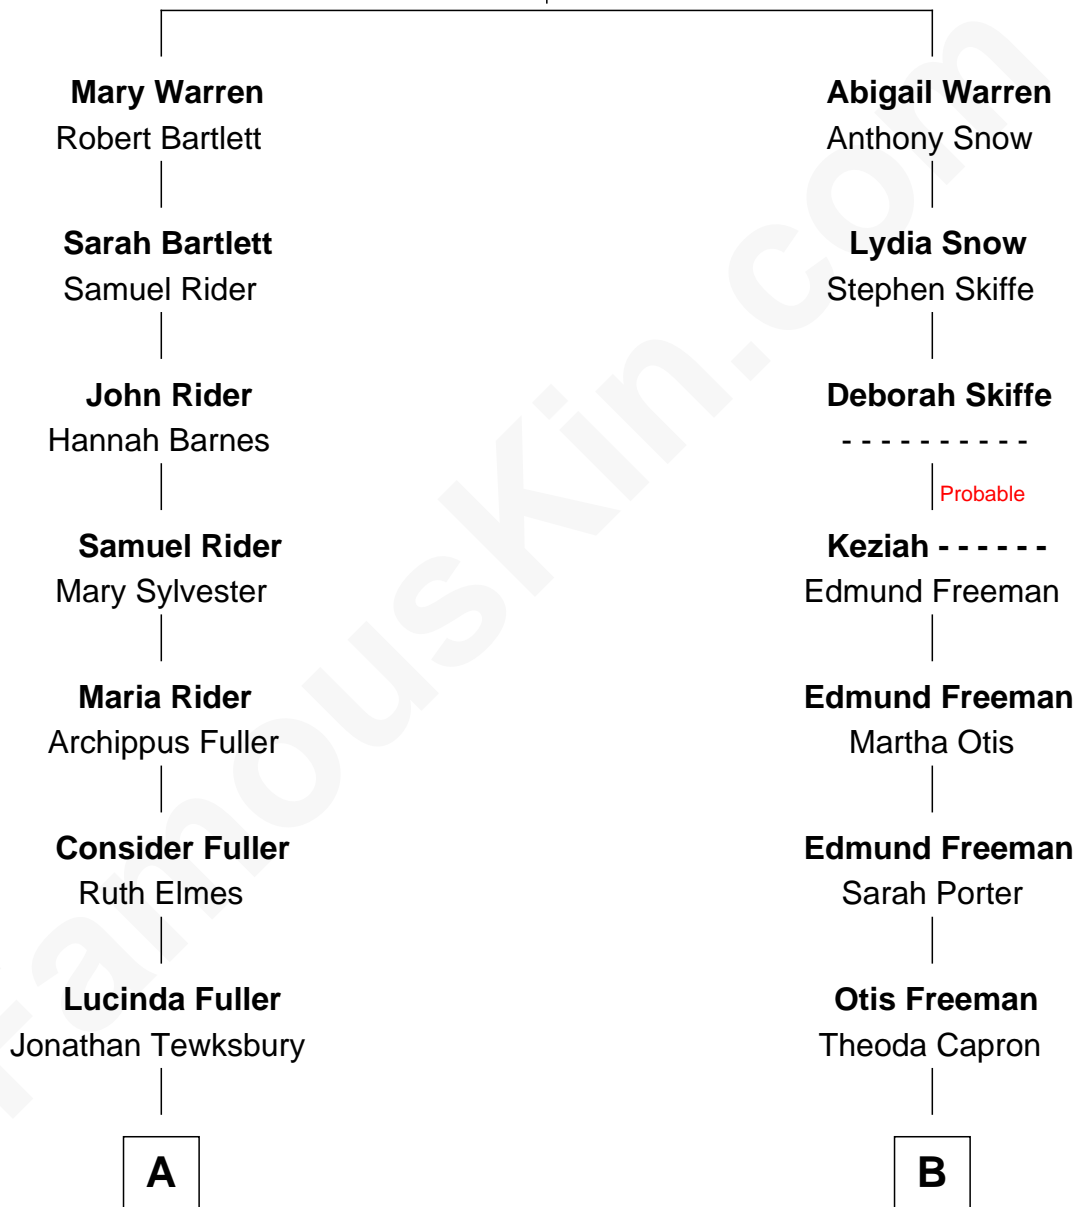 Mary Warren
Robert Bartlett
Sarah Bartlett
Samuel Rider
John Rider
Hannah Barnes
Samuel Rider
Mary Sylvester
Maria Rider
Archippus Fuller
Consider Fuller
Ruth Elmes
Lucinda Fuller
Jonathan Tewksbury
A
Abigail Warren
Anthony Snow
Lydia Snow
Stephen Skiffe
Deborah Skiffe
- - - - - - - - - -
Probable
Keziah - - - - - -
Edmund Freeman
Edmund Freeman
Martha Otis
Edmund Freeman
Sarah Porter
Otis Freeman
Theoda Capron
B
FamousKin.com